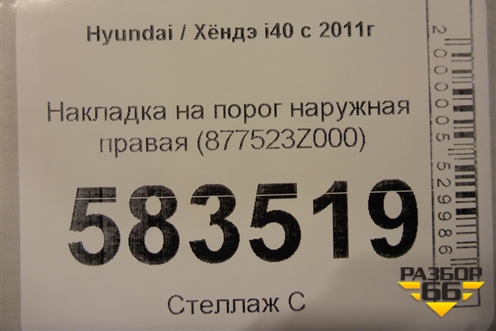 Hyundai / Хёндэ i40 с 2011г
Накладка на порог наружная
правая (877523Z000)
583519
Стеллаж С
2000005529986
РАЗБОР
66